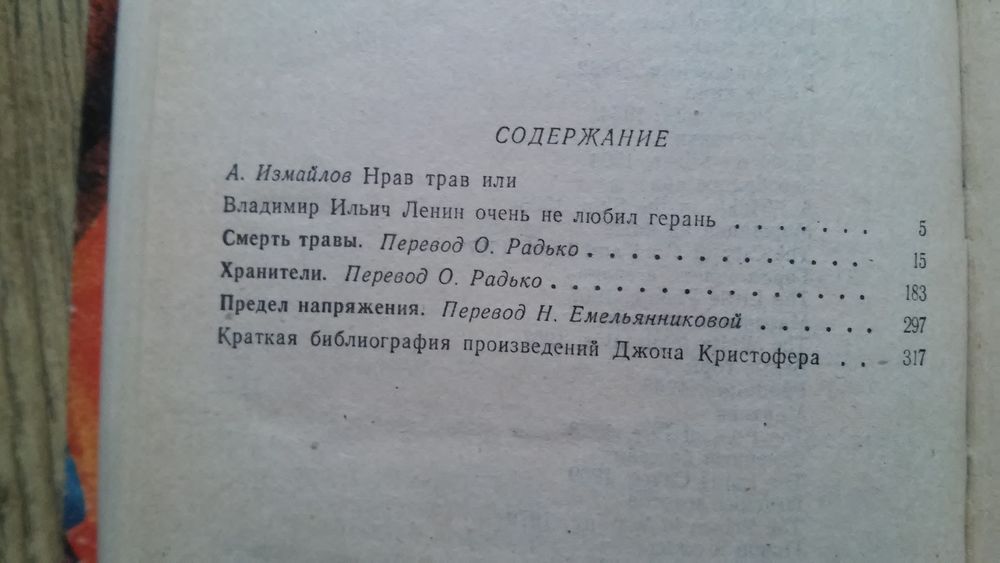 СОДЕРЖАНИЕ
А. Измайлов Нрав трав или
Владимир Ильич Ленин очень не любил герань . . . . . . . 5
Смерть травы. Перевод О. Радько . . . . . . . . . . . . . . 15
Хранители. Перевод О. Радько . . . . . . . . . . . . . . . 183
Предел напряжения. Перевод Н. Емельянниковой . . . . . . 297
Краткая библиография произведений Джона Кристофера . . . 317